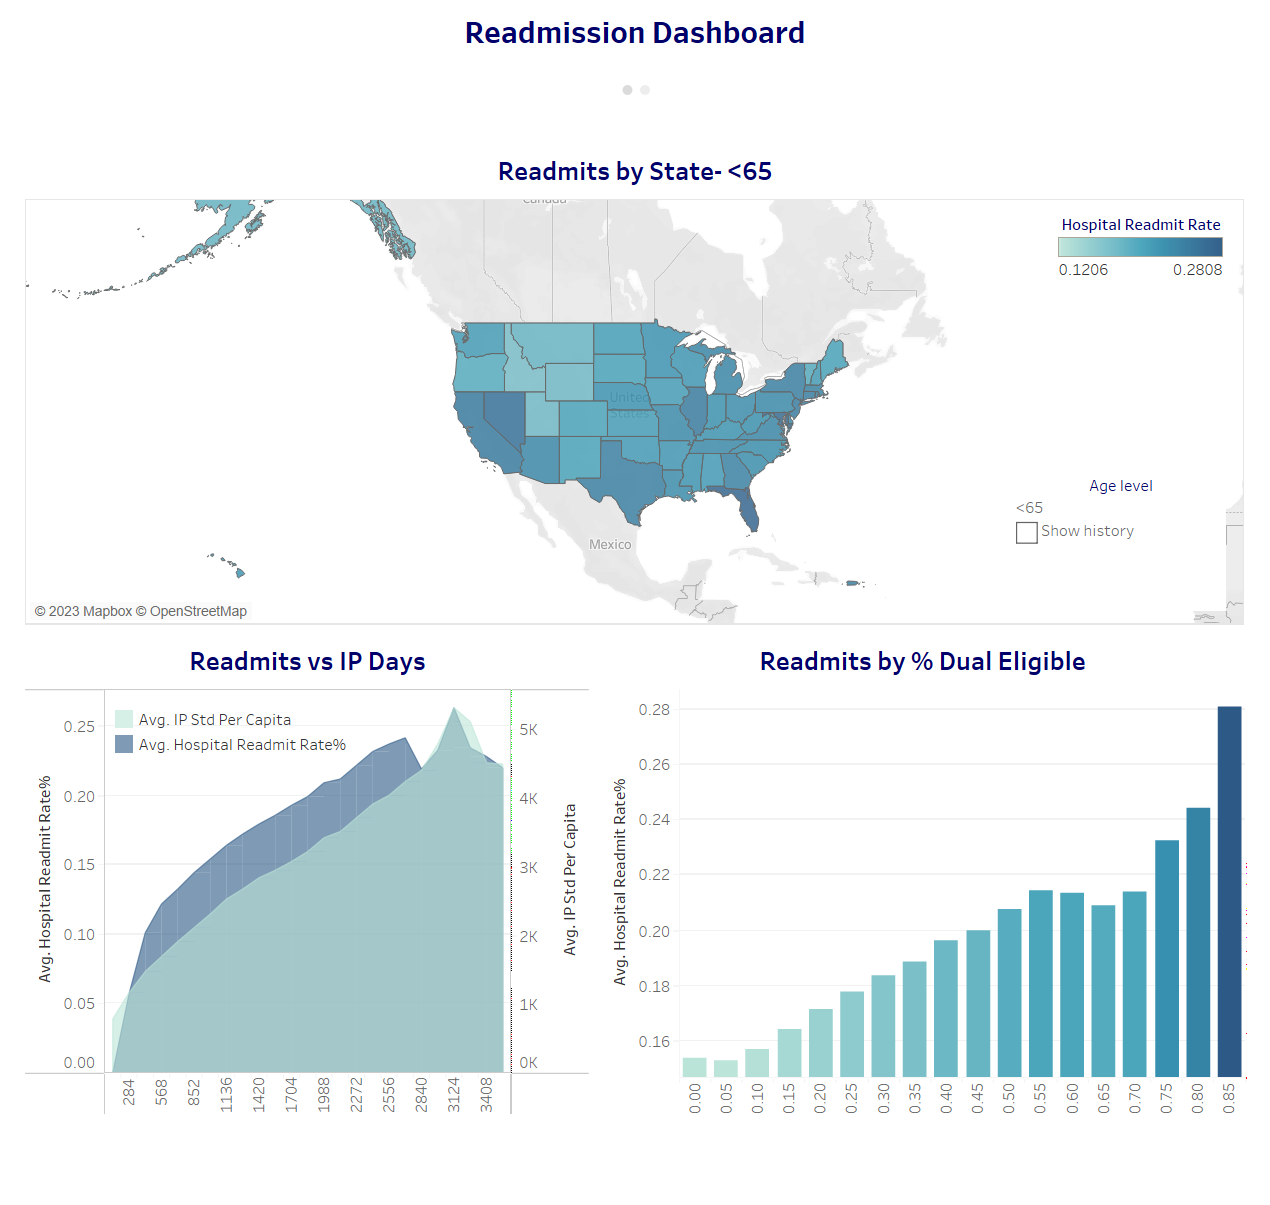 Readmission Dashboard
Readmits by State- <65
Canada
Hospital Readmit Rate
0.1206 0.2808
United
States
Age level
<65
Show history
Mexico
© 2023 Mapbox © OpenStreetMap
Readmits vs IP Days
Avg. IP Std Per Capita
Avg. Hospital Readmit Rate%
Avg. Hospital Readmit Rate%
0.25
0.20
0.15
0.10
0.05
0.00
5K
4K
3K
2K
1K
0K
Avg. IP Std Per Capita
284 568 852 1136 1420 1704 1988 2272 2556 2840 3124 3408
Readmits by % Dual Eligible
Avg. Hospital Readmit Rate%
0.28
0.26
0.24
0.22
0.20
0.18
0.16
0.00 0.05 0.10 0.15 0.20 0.25 0.30 0.35 0.40 0.45 0.50 0.55 0.60 0.65 0.70 0.75 0.80 0.85